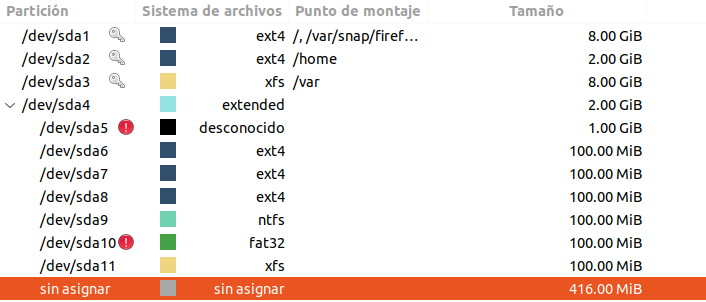 Partición Sistema de archivos Punto de montaje Tamaño
/dev/sda1 ext4 /, /var/snap/firef... 8.00 GiB
/dev/sda2 ext4 /home 2.00 GiB
/dev/sda3 xfs /var 8.00 GiB
/dev/sda4 extended 2.00 GiB
/dev/sda5 desconocido 1.00 GiB
/dev/sda6 ext4 100.00 MiB
/dev/sda7 ext4 100.00 MiB
/dev/sda8 ext4 100.00 MiB
/dev/sda9 ntfs 100.00 MiB
/dev/sda10 fat32 100.00 MiB
/dev/sda11 xfs 100.00 MiB
sin asignar sin asignar 416.00 MiB